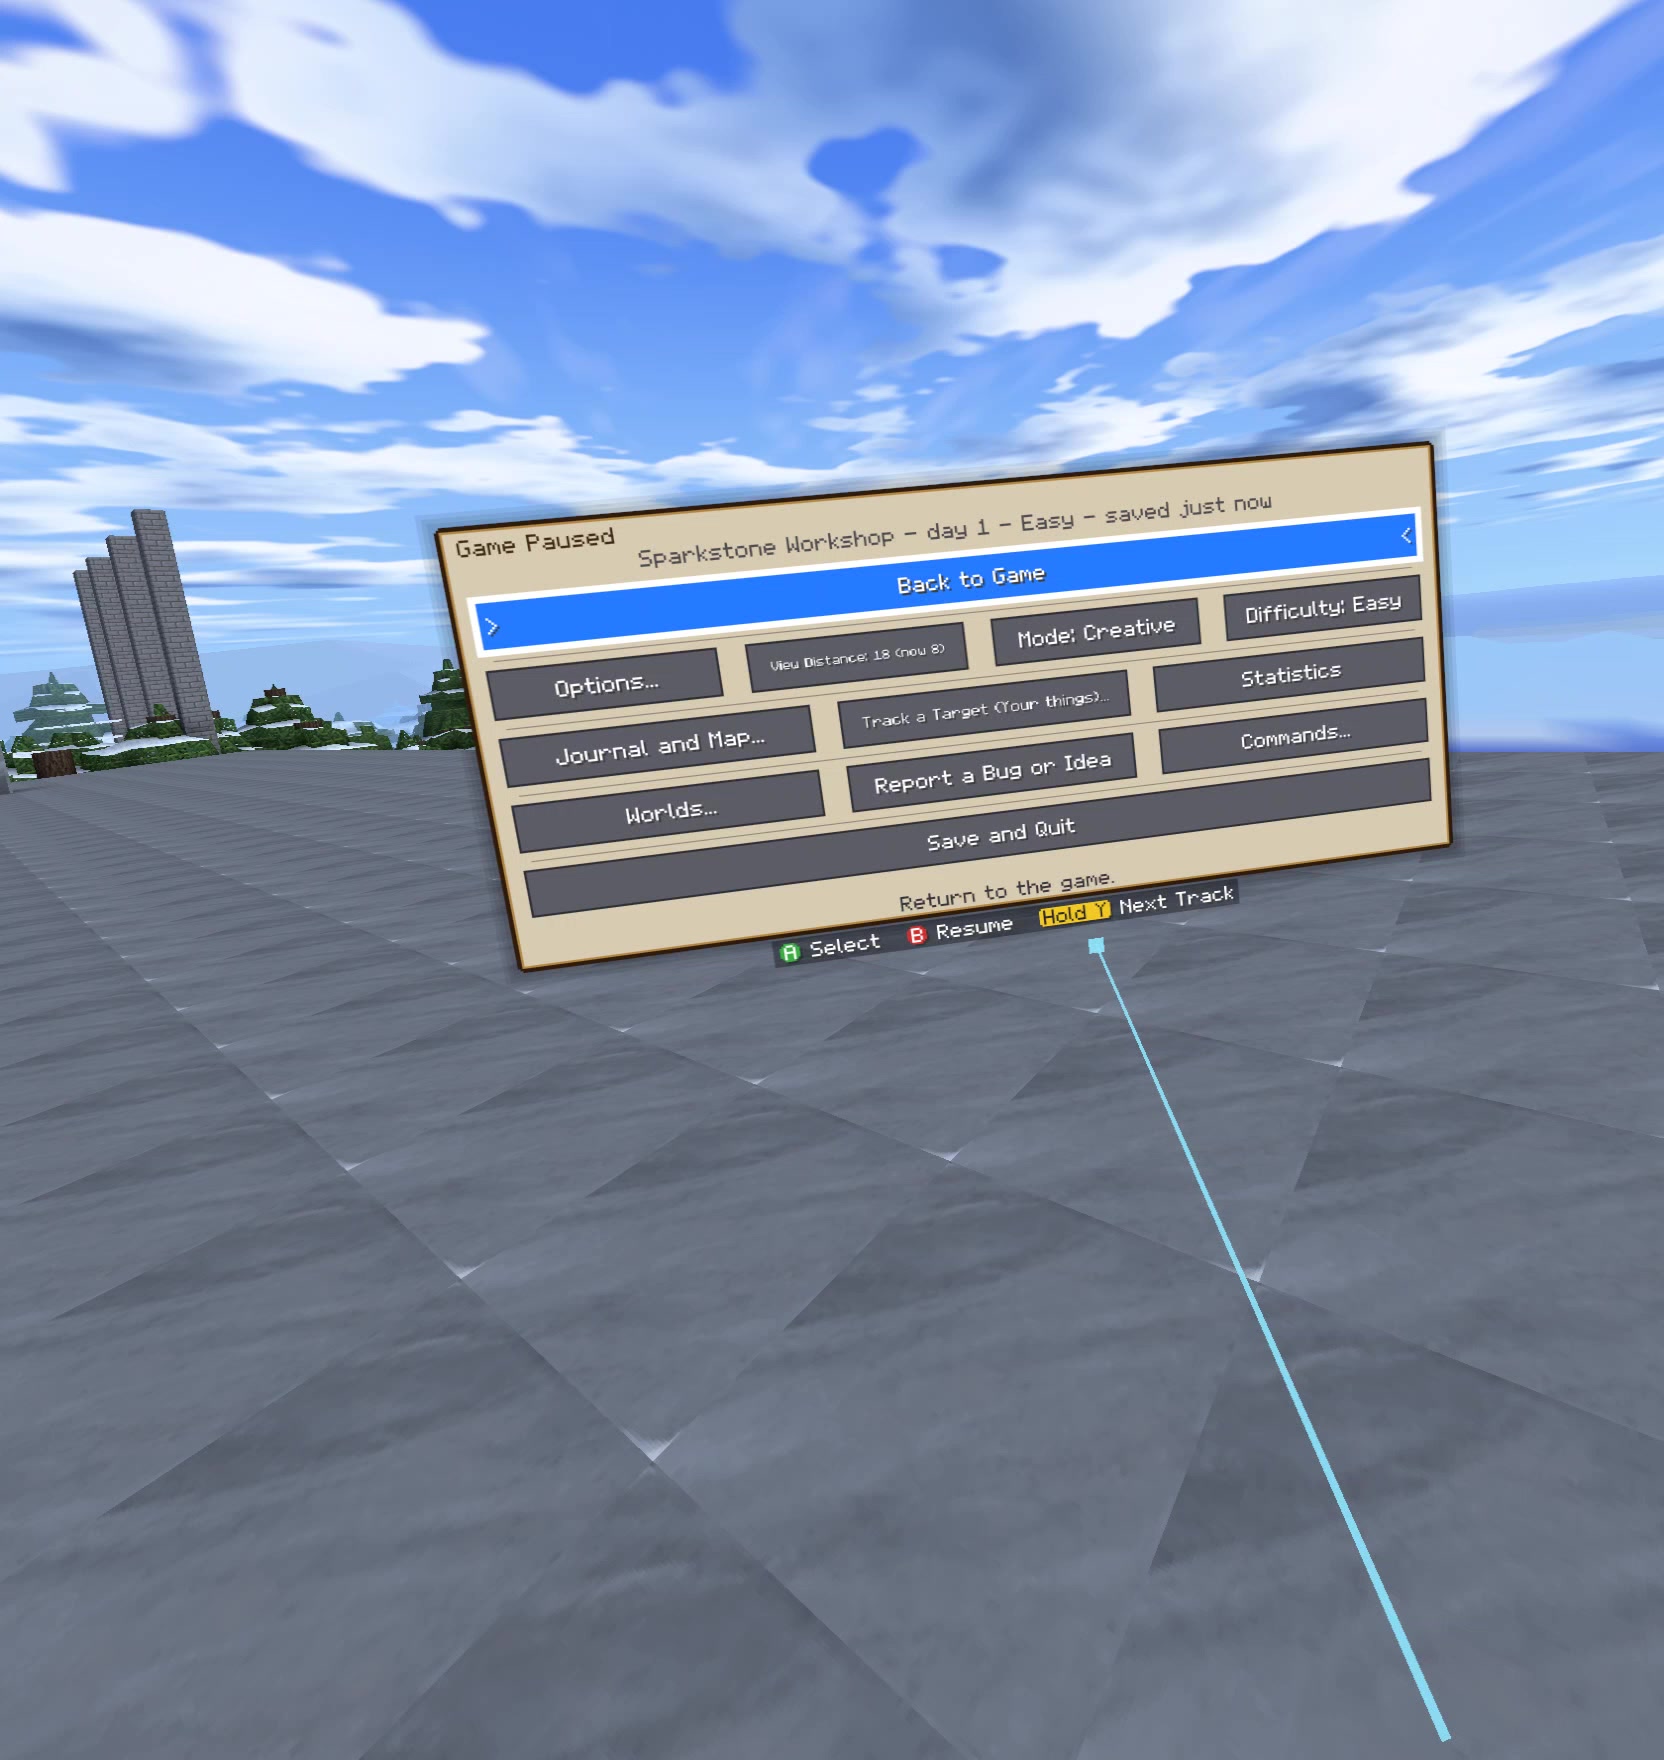 Game Paused
Sparkstone Workshop - day 1 - Easy - saved just now
> Back to Game <
Options... View Distance: 18 (now 8) Mode: Creative Difficulty: Easy
Journal and Map... Track a Target (Your things)... Statistics
Worlds... Report a Bug or Idea Commands...
Save and Quit
Return to the game.
A Select B Resume Hold Y Next Track